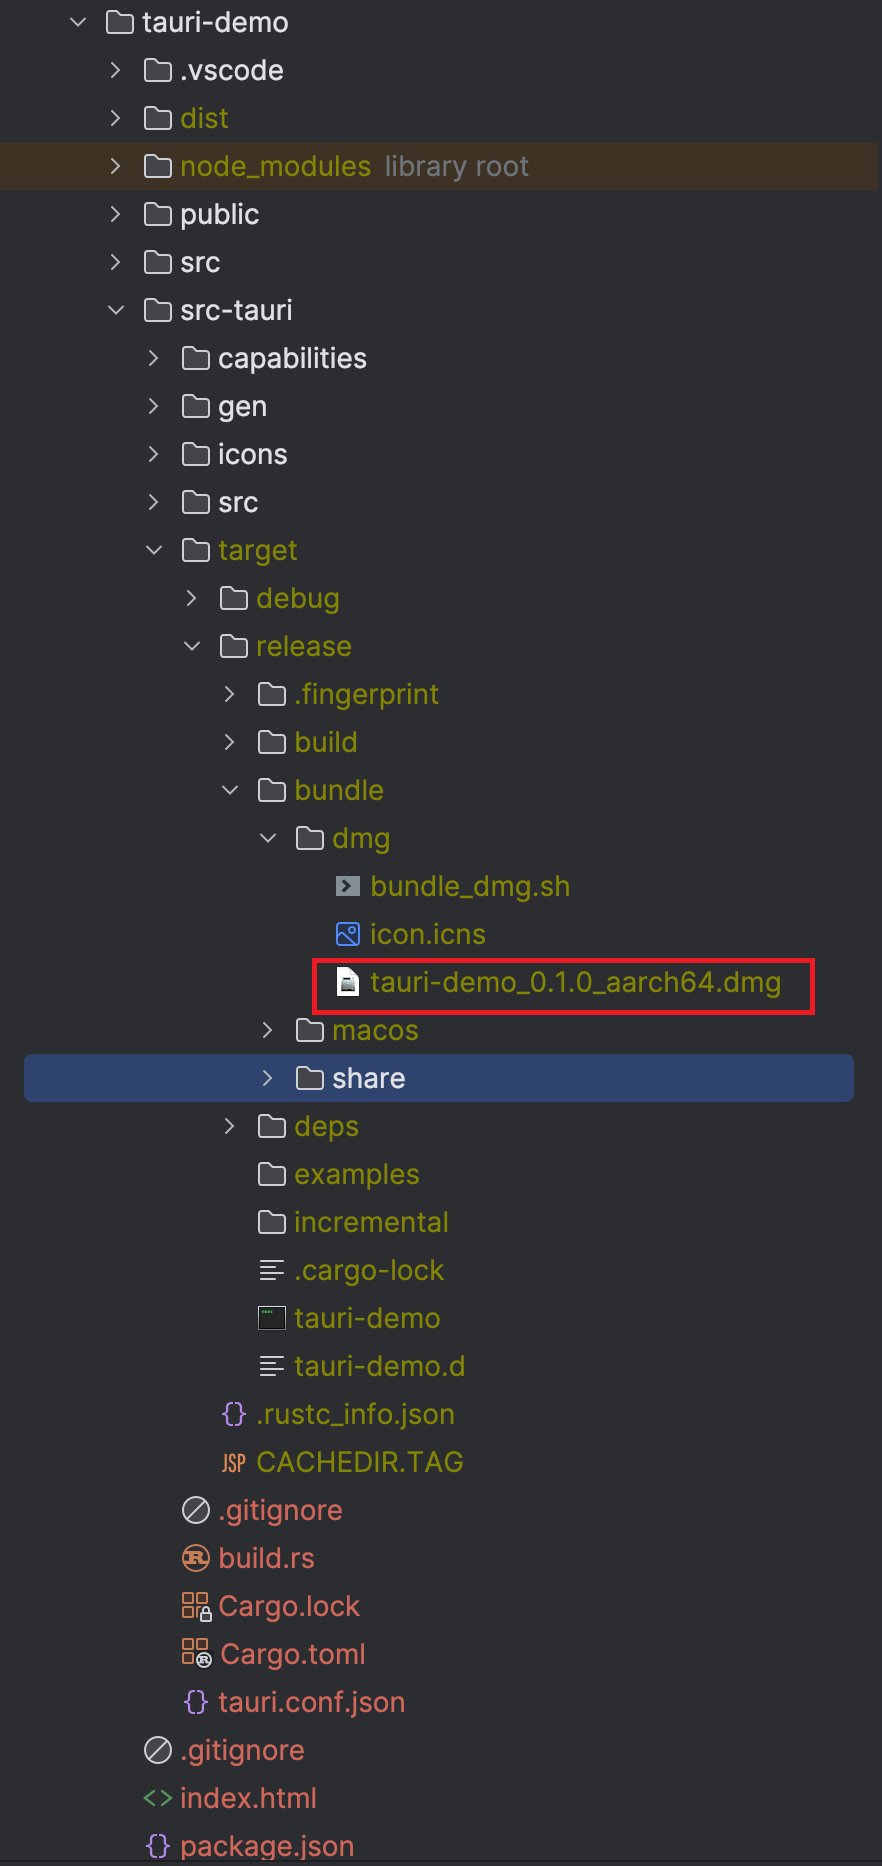 tauri-demo
.vscode
dist
node_modules library root
public
src
src-tauri
capabilities
gen
icons
src
target
debug
release
.fingerprint
build
bundle
dmg
bundle_dmg.sh
icon.icns
tauri-demo_0.1.0_aarch64.dmg
macos
share
deps
examples
incremental
.cargo-lock
tauri-demo
tauri-demo.d
.rustc_info.json
JSP CACHEDIR.TAG
.gitignore
build.rs
Cargo.lock
Cargo.toml
tauri.conf.json
.gitignore
index.html
package.json